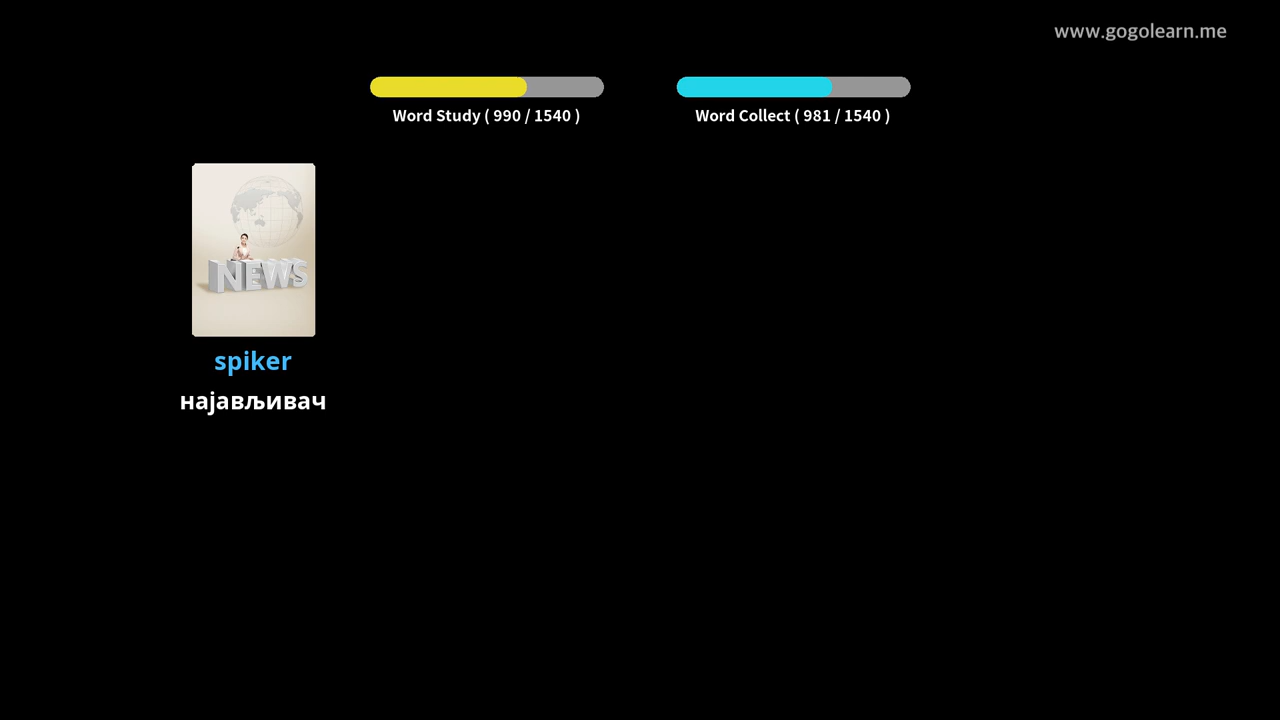 www.gogolearn.me
Word Study ( 990 / 1540 )
Word Collect ( 981 / 1540 )
NEWS
spiker
најављивач